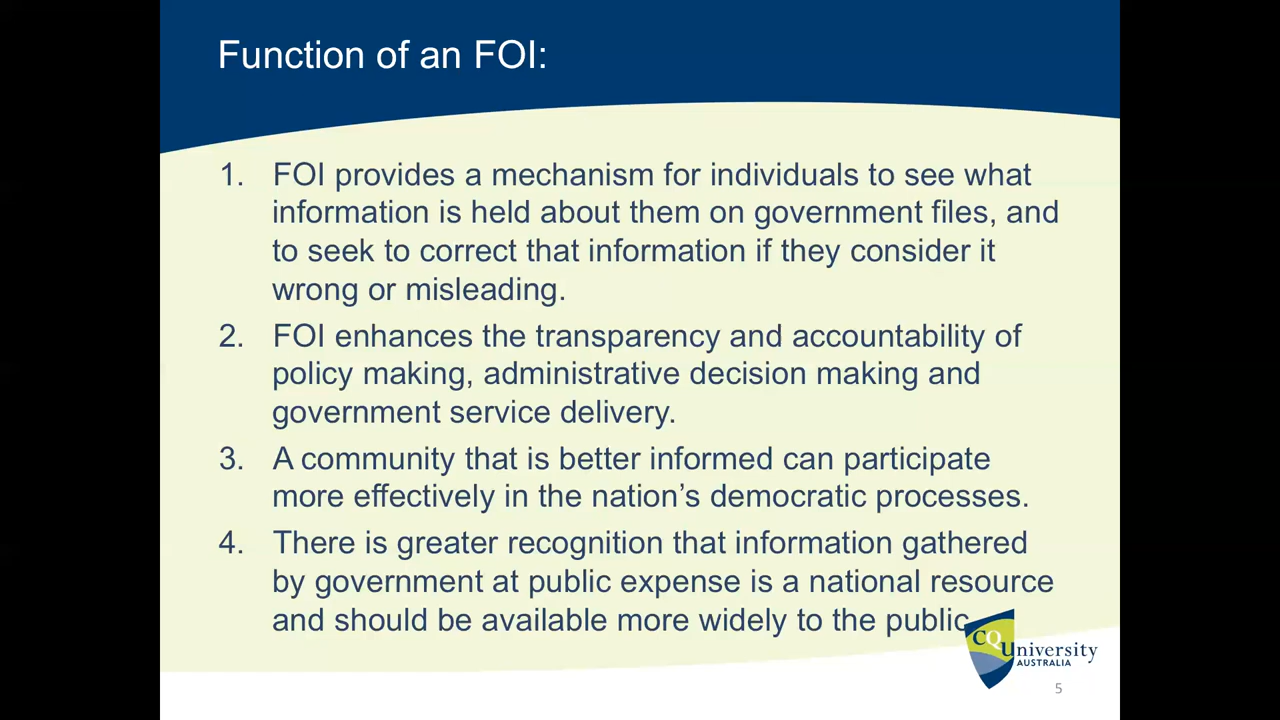 Function of an FOI:
1. FOI provides a mechanism for individuals to see what
information is held about them on government files, and
to seek to correct that information if they consider it
wrong or misleading.
2. FOI enhances the transparency and accountability of
policy making, administrative decision making and
government service delivery.
3. A community that is better informed can participate
more effectively in the nation’s democratic processes.
4. There is greater recognition that information gathered
by government at public expense is a national resource
and should be available more widely to the public
CQUniversity
AUSTRALIA
5